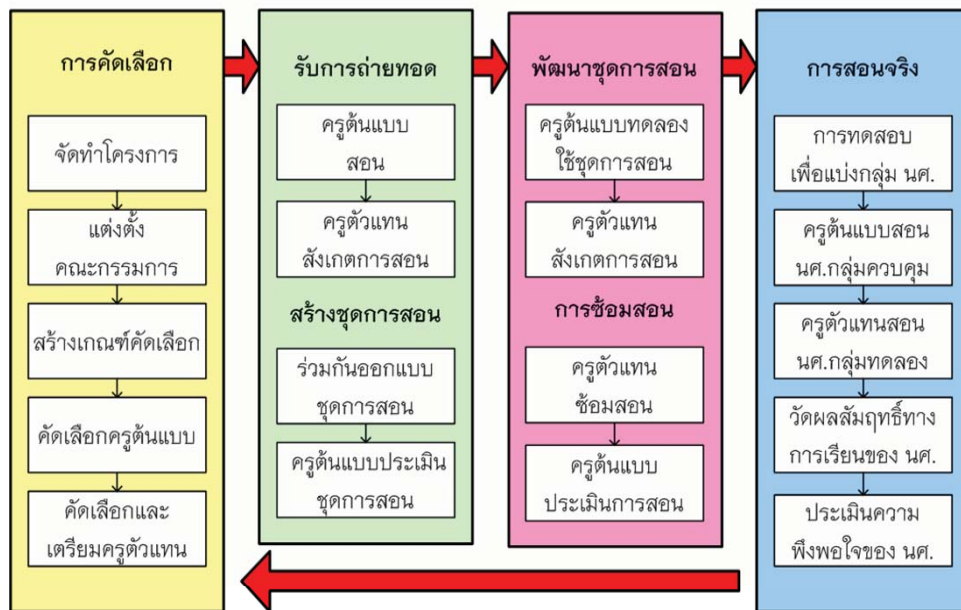 การคัดเลือก
จัดทำโครงการ
แต่งตั้ง
คณะกรรมการ
สร้างเกณฑ์คัดเลือก
คัดเลือกครูต้นแบบ
คัดเลือกและ
เตรียมครูตัวแทน
รับการถ่ายทอด
ครูต้นแบบ
สอน
ครูตัวแทน
สังเกตการสอน
สร้างชุดการสอน
ร่วมกันออกแบบ
ชุดการสอน
ครูต้นแบบประเมิน
ชุดการสอน
พัฒนาชุดการสอน
ครูต้นแบบทดลอง
ใช้ชุดการสอน
ครูตัวแทน
สังเกตการสอน
การซ้อมสอน
ครูตัวแทน
ซ้อมสอน
ครูต้นแบบ
ประเมินการสอน
การสอนจริง
การทดสอบ
เพื่อแบ่งกลุ่ม นศ.
ครูต้นแบบสอน
นศ.กลุ่มควบคุม
ครูตัวแทนสอน
นศ.กลุ่มทดลอง
วัดผลสัมฤทธิ์ทาง
การเรียนของ นศ.
ประเมินความ
พึงพอใจของ นศ.